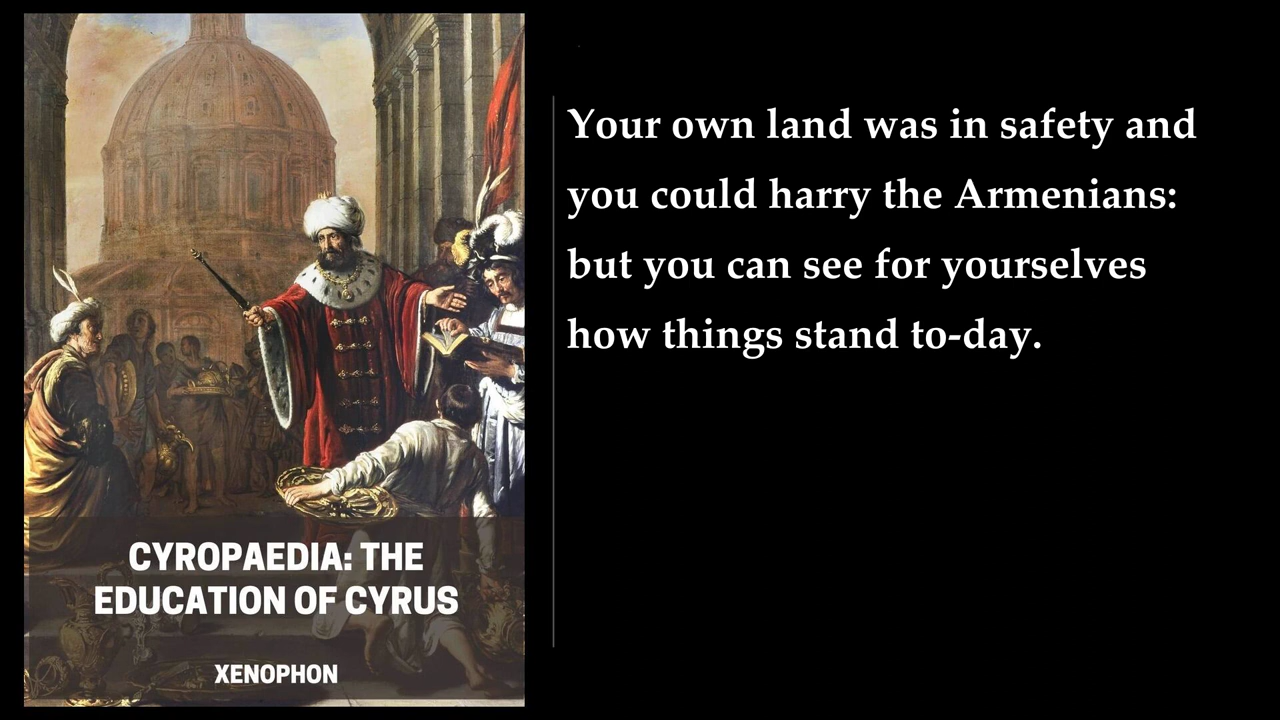 Your own land was in safety and
you could harry the Armenians:
but you can see for yourselves
how things stand to-day.
CYROPAEDIA: THE
EDUCATION OF CYRUS
XENOPHON